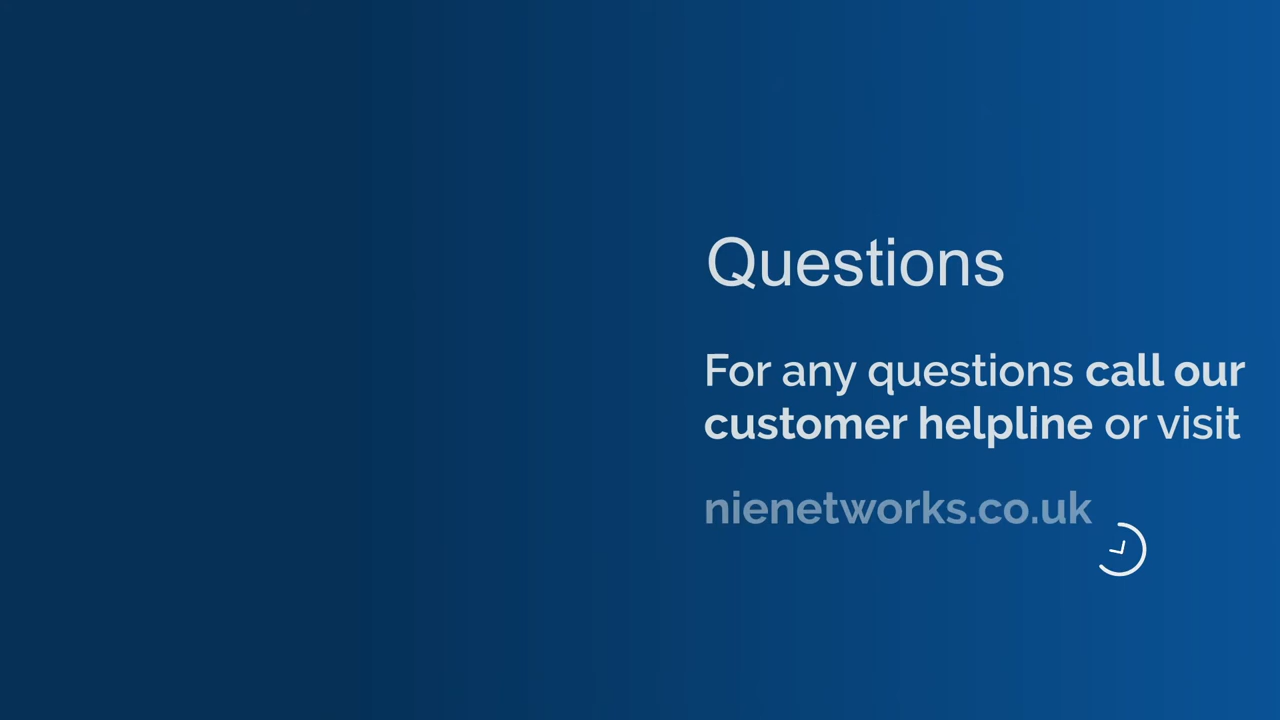 Questions
For any questions call our
customer helpline or visit
nienetworks.co.uk